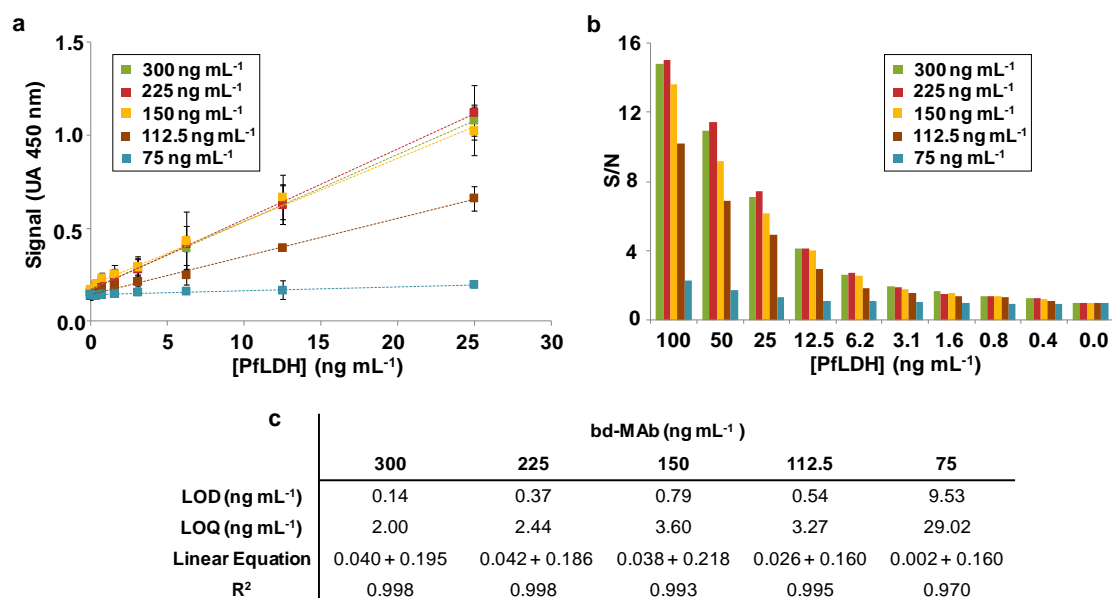 a
1.5
1.0
0.5
0.0
Signal (UA 450 nm)
300 ng mL⁻¹
225 ng mL⁻¹
150 ng mL⁻¹
112.5 ng mL⁻¹
75 ng mL⁻¹
0 5 10 15 20 25 30
[PfLDH] (ng mL⁻¹)
b
16
12
8
4
0
S/N
300 ng mL⁻¹
225 ng mL⁻¹
150 ng mL⁻¹
112.5 ng mL⁻¹
75 ng mL⁻¹
100 50 25 12.5 6.2 3.1 1.6 0.8 0.4 0.0
[PfLDH] (ng mL⁻¹)
c
bd-MAb (ng mL⁻¹ )
300 225 150 112.5 75
LOD (ng mL⁻¹) 0.14 0.37 0.79 0.54 9.53
LOQ (ng mL⁻¹) 2.00 2.44 3.60 3.27 29.02
Linear Equation 0.040 + 0.195 0.042 + 0.186 0.038 + 0.218 0.026 + 0.160 0.002 + 0.160
R² 0.998 0.998 0.993 0.995 0.970